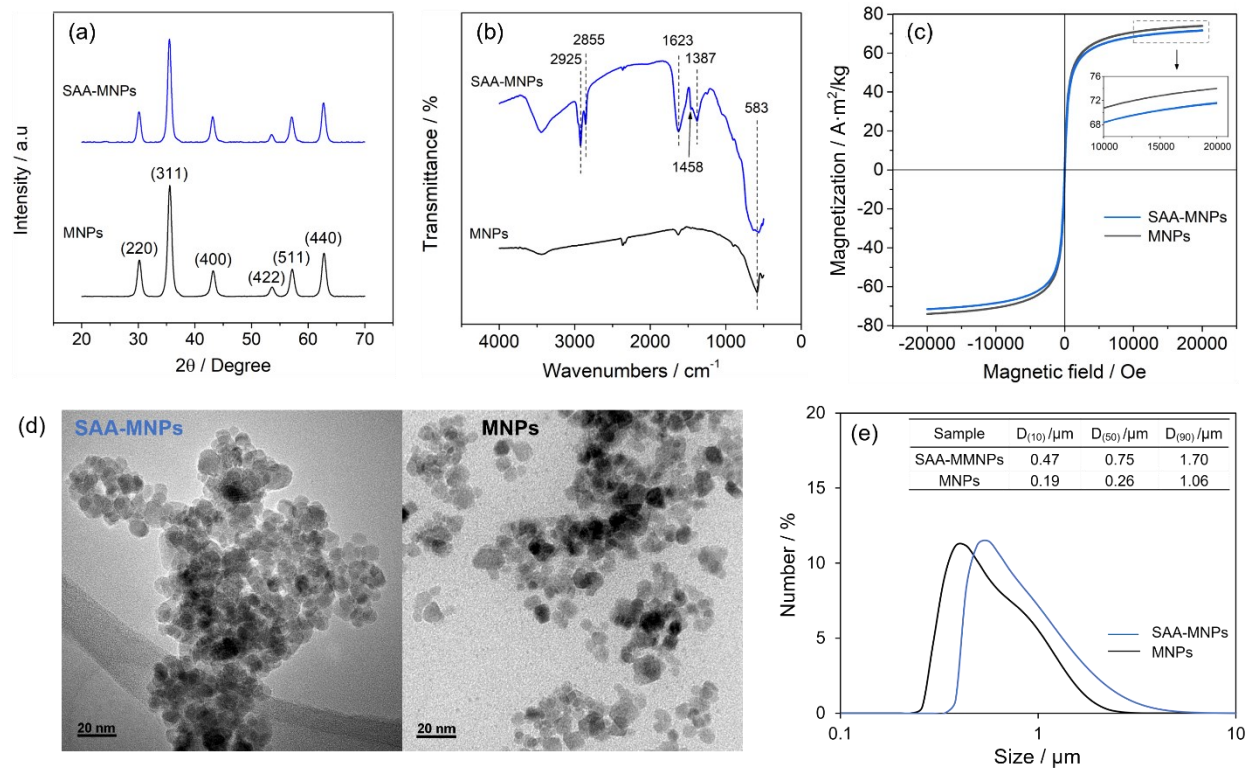 (a)
Intensity / a.u
SAA-MNPs
MNPs
(220)
(311)
(400)
(422)
(511)
(440)
20 30 40 50 60 70
2θ / Degree
(b)
Transmittance / %
2925
2855
1623
1387
583
1458
SAA-MNPs
MNPs
4000 3000 2000 1000 0
Wavenumbers / cm⁻¹
(c)
Magnetization / A·m²/kg
80
60
40
20
0
-20
-40
-60
-80
76
72
68
10000 15000 20000
SAA-MNPs
MNPs
-20000 -10000 0 10000 20000
Magnetic field / Oe
(d)
SAA-MNPs
20 nm
MNPs
20 nm
(e)
Number / %
20
15
10
5
0
Sample D(10) /μm D(50) /μm D(90) /μm
SAA-MMNPs 0.47 0.75 1.70
MNPs 0.19 0.26 1.06
SAA-MNPs
MNPs
0.1 1 10
Size / μm